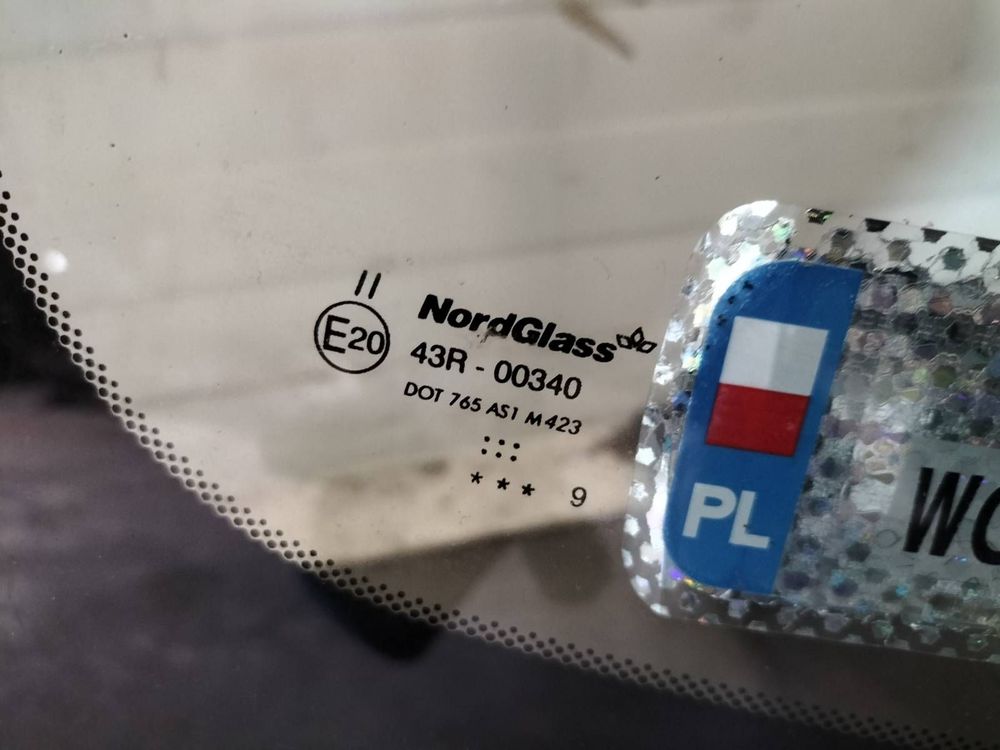 II
E20
NordGlass
43R - 00340
DOT 765 AS1 M423
*** 9
PL